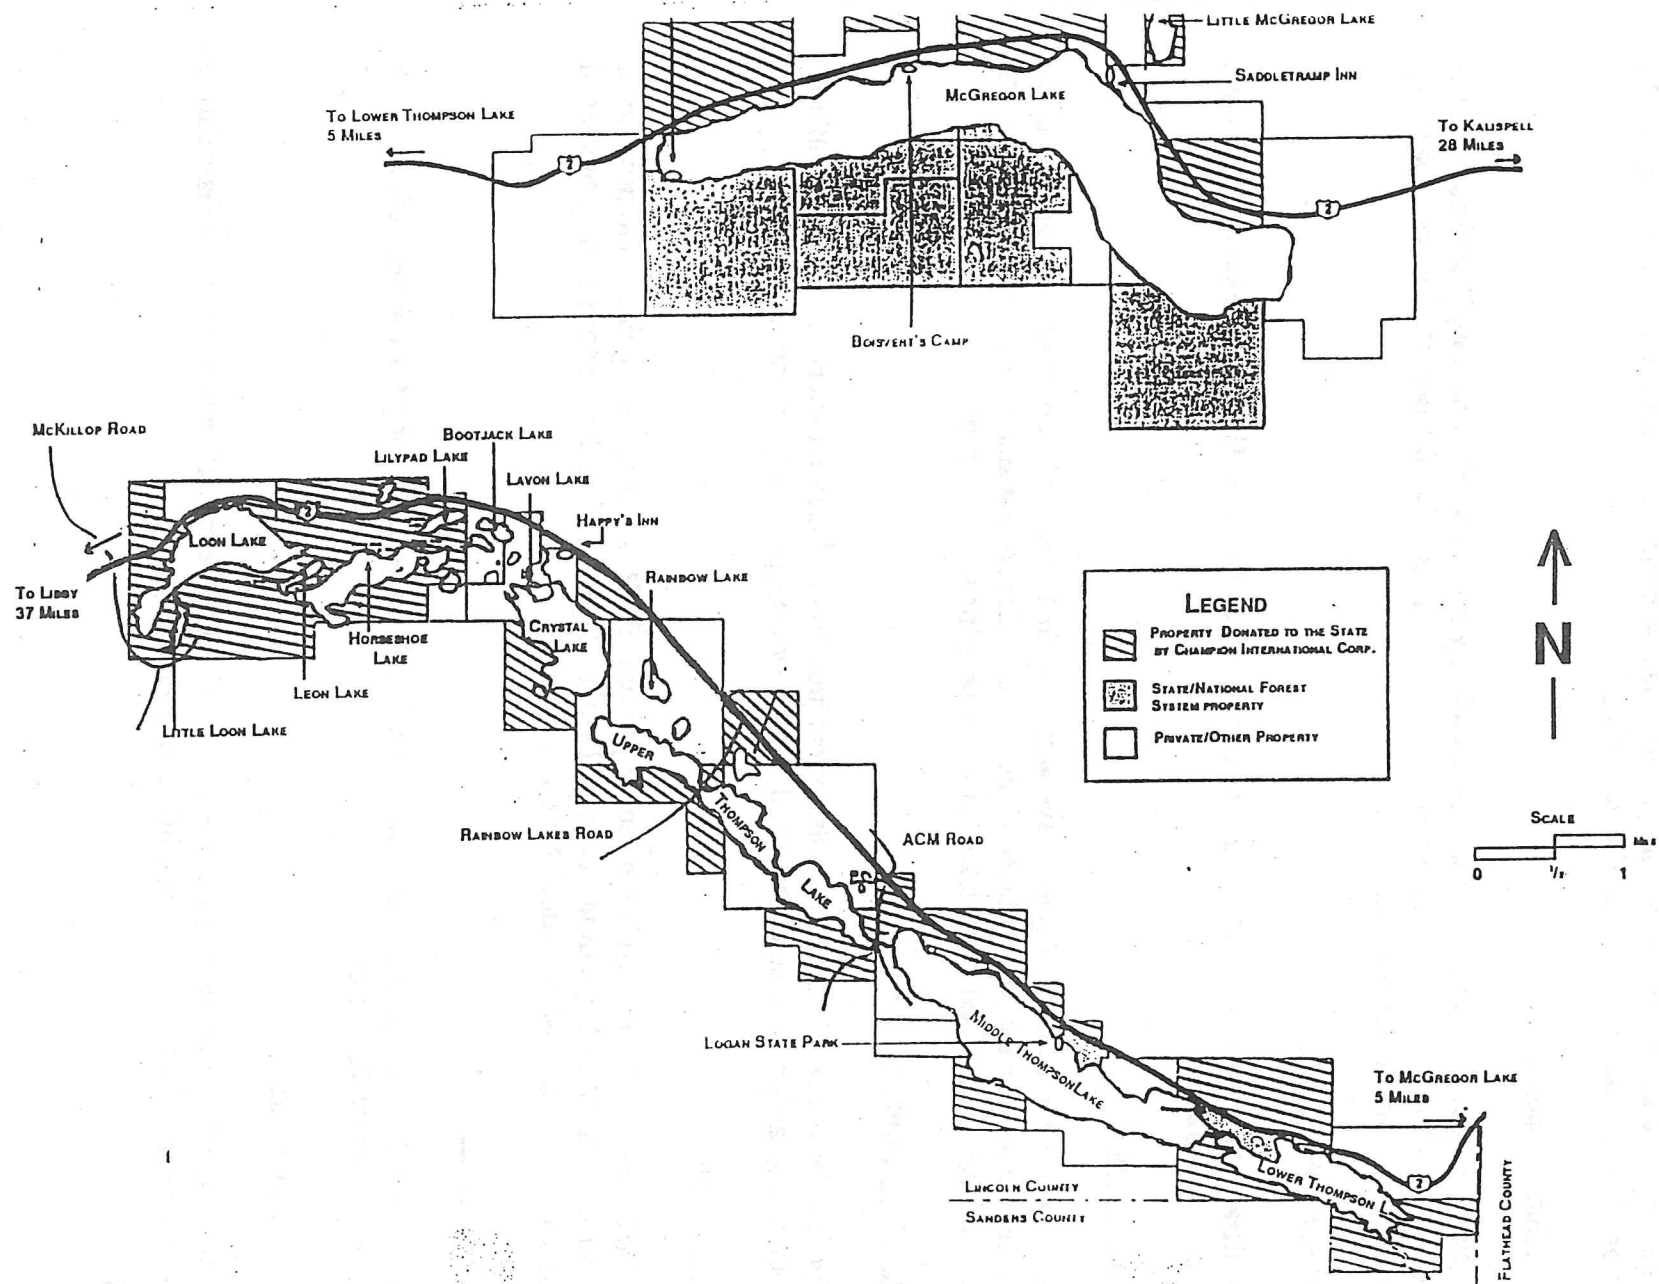 LITTLE MCGREGOR LAKE
SADDLETRAMP INN
MCGREGOR LAKE
TO LOWER THOMPSON LAKE
5 MILES
TO KALISPELL
28 MILES
2
2
CAMP
MCKILLOP ROAD
BOOTJACK LAKE
LILYPAD LAKE
LAVON LAKE
HAPPY'S INN
2
LOON LAKE
RAINBOW LAKE
TO LIBBY
37 MILES
HORSESHOE
LAKE
CRYSTAL
LAKE
LEON LAKE
LITTLE LOON LAKE
LEGEND
PROPERTY DONATED TO THE STATE
BY CHAMPION INTERNATIONAL CORP.
STATE/NATIONAL FOREST
SYSTEM PROPERTY
PRIVATE/OTHER PROPERTY
N
UPPER
THOMPSON
LAKE
RAINBOW LAKES ROAD
ACM ROAD
SCALE
0 1/2 1
LOGAN STATE PARK
MIDDLE THOMPSON LAKE
TO MCGREGOR LAKE
5 MILES
LOWER THOMPSON L.
2
LINCOLN COUNTY
SANDERS COUNTY
FLATHEAD COUNTY